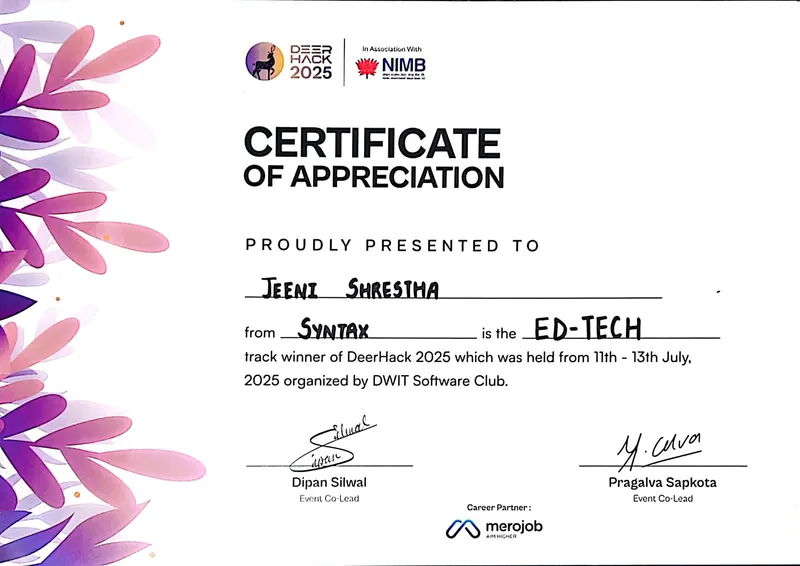 DEER
HACK
2025
In Association With
NIMB
CERTIFICATE
OF APPRECIATION
PROUDLY PRESENTED TO
JEENI SHRESTHA
from SYNTAX is the ED-TECH
track winner of DeerHack 2025 which was held from 11th - 13th July,
2025 organized by DWIT Software Club.
Silwal
Dipan
Dipan Silwal
Event Co-Lead
Pragalva Sapkota
Event Co-Lead
Career Partner :
merojob
AIM HIGHER